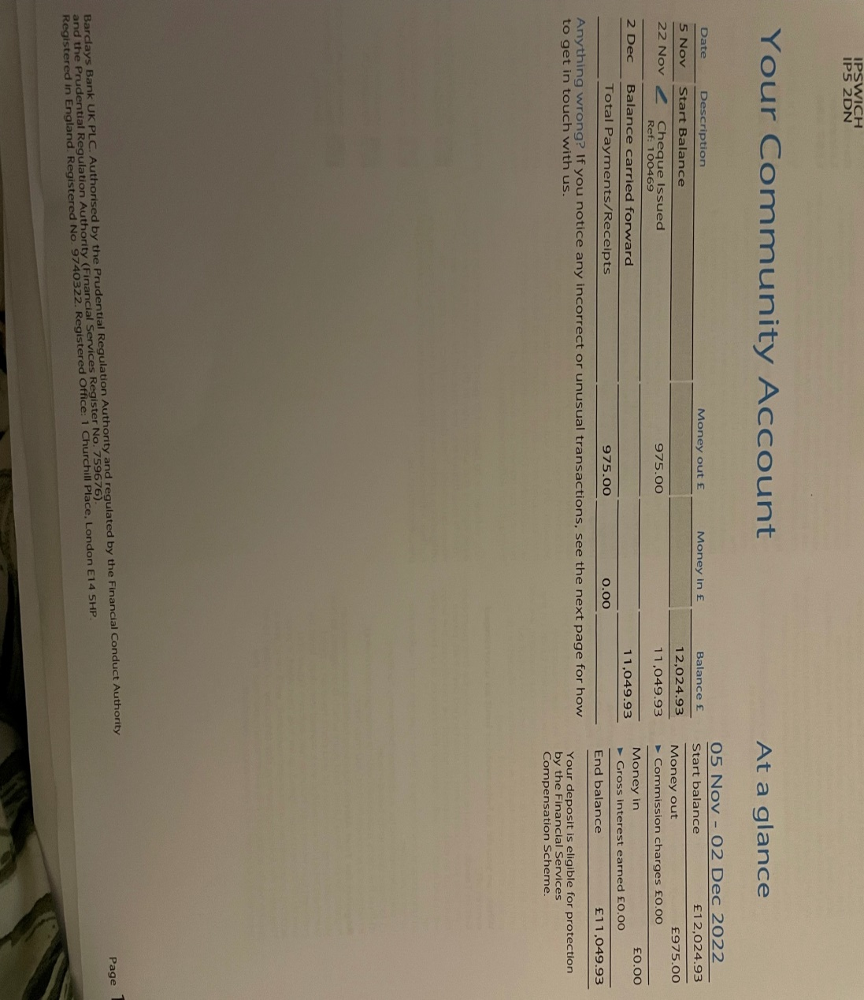 IPSWICH
IP5 2DN
Your Community Account
Date Description Money out £ Money in £ Balance £
5 Nov Start Balance 12,024.93
22 Nov Cheque Issued 975.00 11,049.93
Ref: 100469
2 Dec Balance carried forward 11,049.93
Total Payments/Receipts 975.00 0.00
Anything wrong? If you notice any incorrect or unusual transactions, see the next page for how
to get in touch with us.
At a glance
05 Nov - 02 Dec 2022
Start balance £12,024.93
Money out £975.00
▶ Commission charges £0.00
Money in £0.00
▶ Gross interest earned £0.00
End balance £11,049.93
Your deposit is eligible for protection
by the Financial Services
Compensation Scheme.
Barclays Bank UK PLC. Authorised by the Prudential Regulation Authority and regulated by the Financial Conduct Authority
and the Prudential Regulation Authority (Financial Services Register No. 759676).
Registered in England. Registered No. 9740322. Registered Office: 1 Churchill Place, London E14 5HP.
Page 1